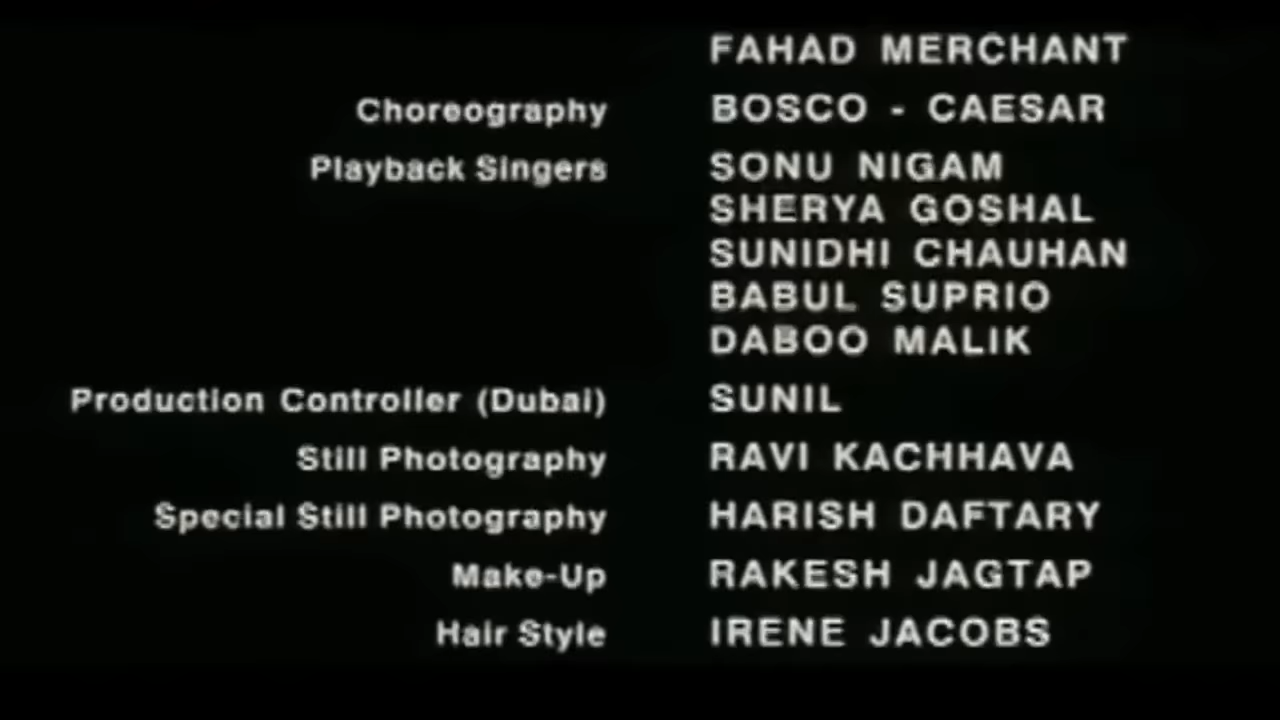 FAHAD MERCHANT
Choreography BOSCO - CAESAR
Playback Singers SONU NIGAM
SHERYA GOSHAL
SUNIDHI CHAUHAN
BABUL SUPRIO
DABOO MALIK
Production Controller (Dubai) SUNIL
Still Photography RAVI KACHHAVA
Special Still Photography HARISH DAFTARY
Make-Up RAKESH JAGTAP
Hair Style IRENE JACOBS